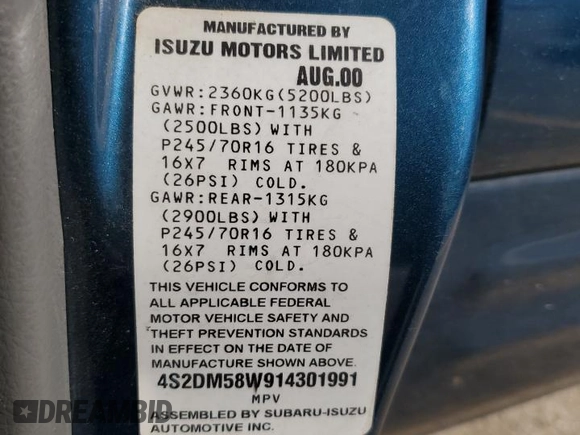 MANUFACTURED BY
ISUZU MOTORS LIMITED
AUG.00
GVWR:2360KG(5200LBS)
GAWR:FRONT-1135KG
(2500LBS)WITH
P245/70R16 TIRES &
16X7 RIMS AT 180KPA
(26PSI) COLD.
GAWR:REAR-1315KG
(2900LBS)WITH
P245/70R16 TIRES &
16X7 RIMS AT 180KPA
(26PSI) COLD.
THIS VEHICLE CONFORMS TO
ALL APPLICABLE FEDERAL
MOTOR VEHICLE SAFETY AND
THEFT PREVENTION STANDARDS
IN EFFECT ON THE DATE OF
MANUFACTURE SHOWN ABOVE.
4S2DM58W914301991
MPV
ASSEMBLED BY SUBARU-ISUZU
AUTOMOTIVE INC.
DREAMBID